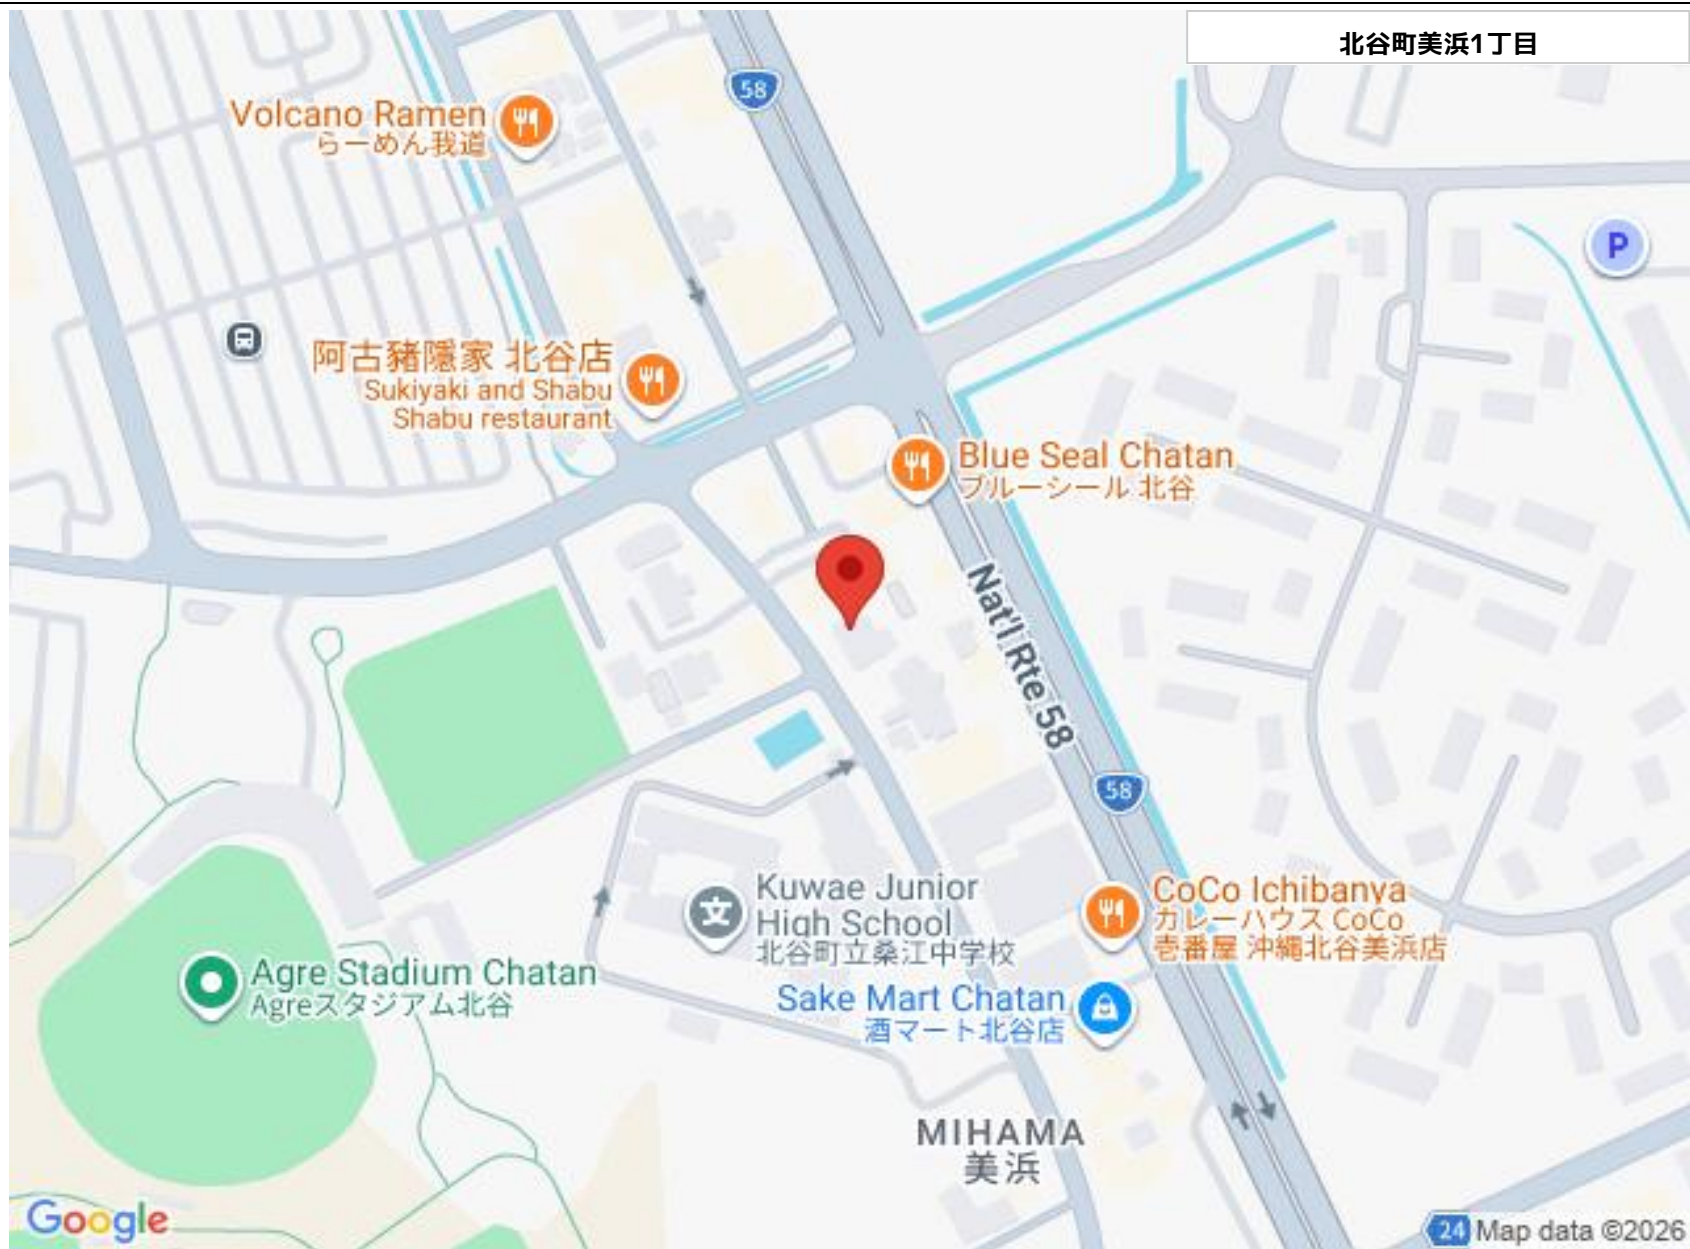 北谷町美浜1丁目
58
Volcano Ramen
らーめん我道
P
阿古豬隱家 北谷店
Sukiyaki and Shabu
Shabu restaurant
Blue Seal Chatan
ブルーシール 北谷
Nat'l Rte 58
58
Kuwae Junior
High School
北谷町立桑江中学校
文
CoCo Ichibanya
カレーハウス CoCo
壱番屋 沖縄北谷美浜店
Agre Stadium Chatan
Agreスタジアム北谷
Sake Mart Chatan
酒マート北谷店
MIHAMA
美浜
Google
24
Map data ©2026